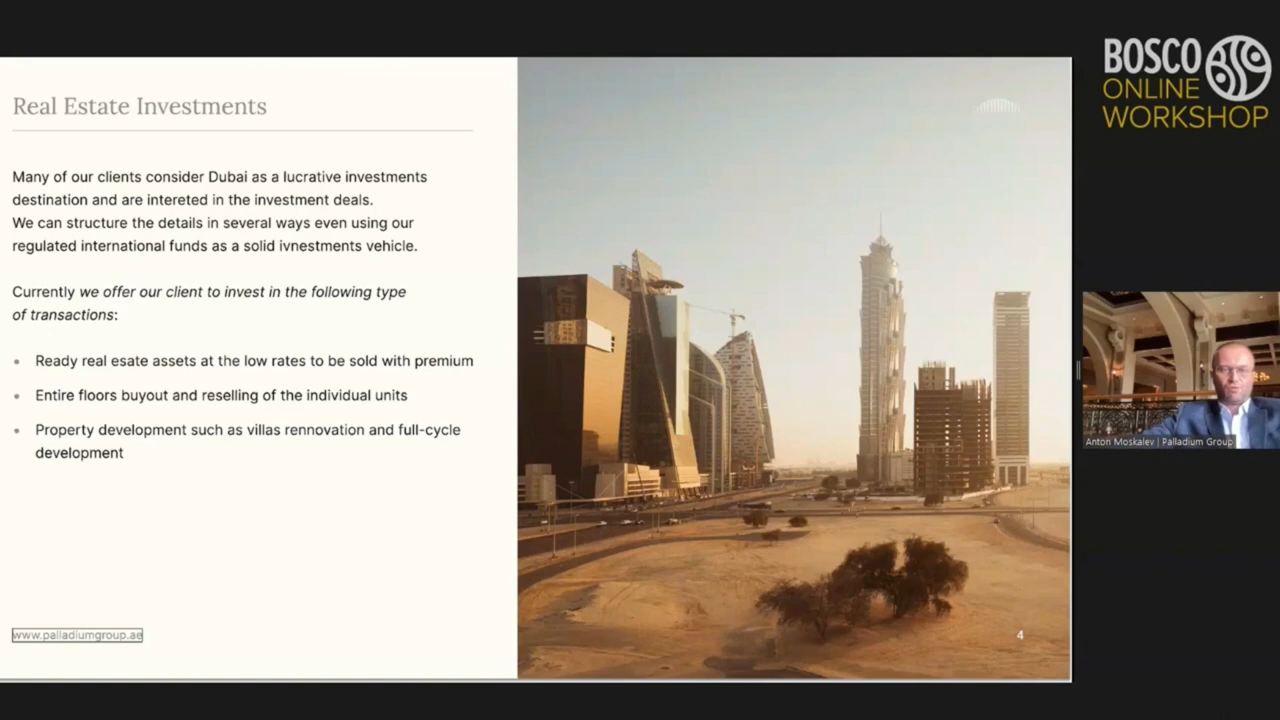 Real Estate Investments
Many of our clients consider Dubai as a lucrative investments
destination and are intereted in the investment deals.
We can structure the details in several ways even using our
regulated international funds as a solid ivnestments vehicle.
Currently we offer our client to invest in the following type
of transactions:
• Ready real esate assets at the low rates to be sold with premium
• Entire floors buyout and reselling of the individual units
• Property development such as villas rennovation and full-cycle
development
www.palladiumgroup.ae
4
BOSCO
ONLINE
WORKSHOP
Anton Moskalev | Palladium Group